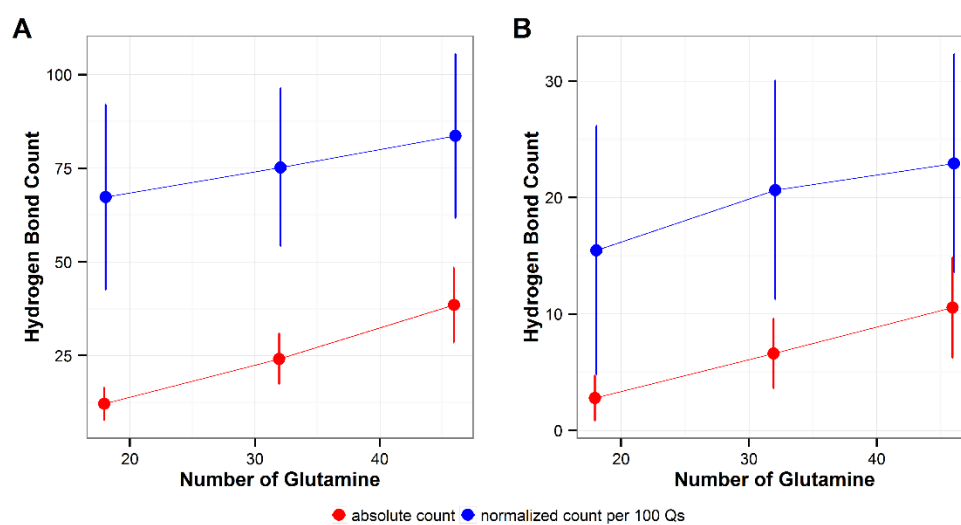 A
B
Hydrogen Bond Count
100
75
50
25
20
30
40
Number of Glutamine
Hydrogen Bond Count
30
20
10
0
20
30
40
Number of Glutamine
absolute count normalized count per 100 Qs